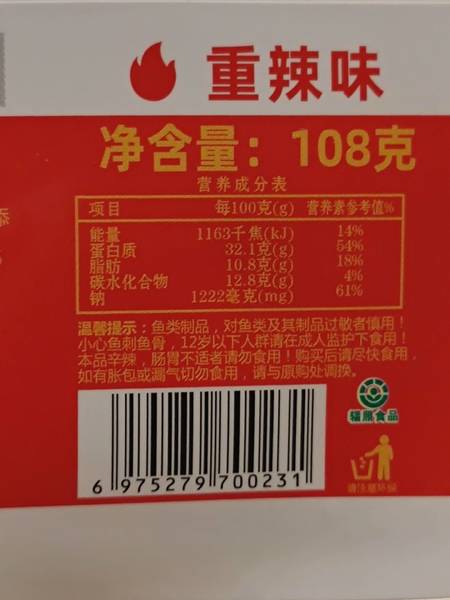 重辣味
净含量：108克
营养成分表
项目 每100克(g) 营养素参考值%
能量 1163千焦(kJ) 14%
蛋白质 32.1克(g) 54%
脂肪 10.8克(g) 18%
碳水化合物 12.8克(g) 4%
钠 1222毫克(mg) 61%
温馨提示：鱼类制品，对鱼类及其制品过敏者慎用！
小心鱼刺鱼骨，12岁以下人群请在成人监护下食用！
本品辛辣，肠胃不适者请勿食用！购买后请尽快食用，
如有胀包或漏气切勿食用，请与原购处调换。
福厨食品
6 975279 700231